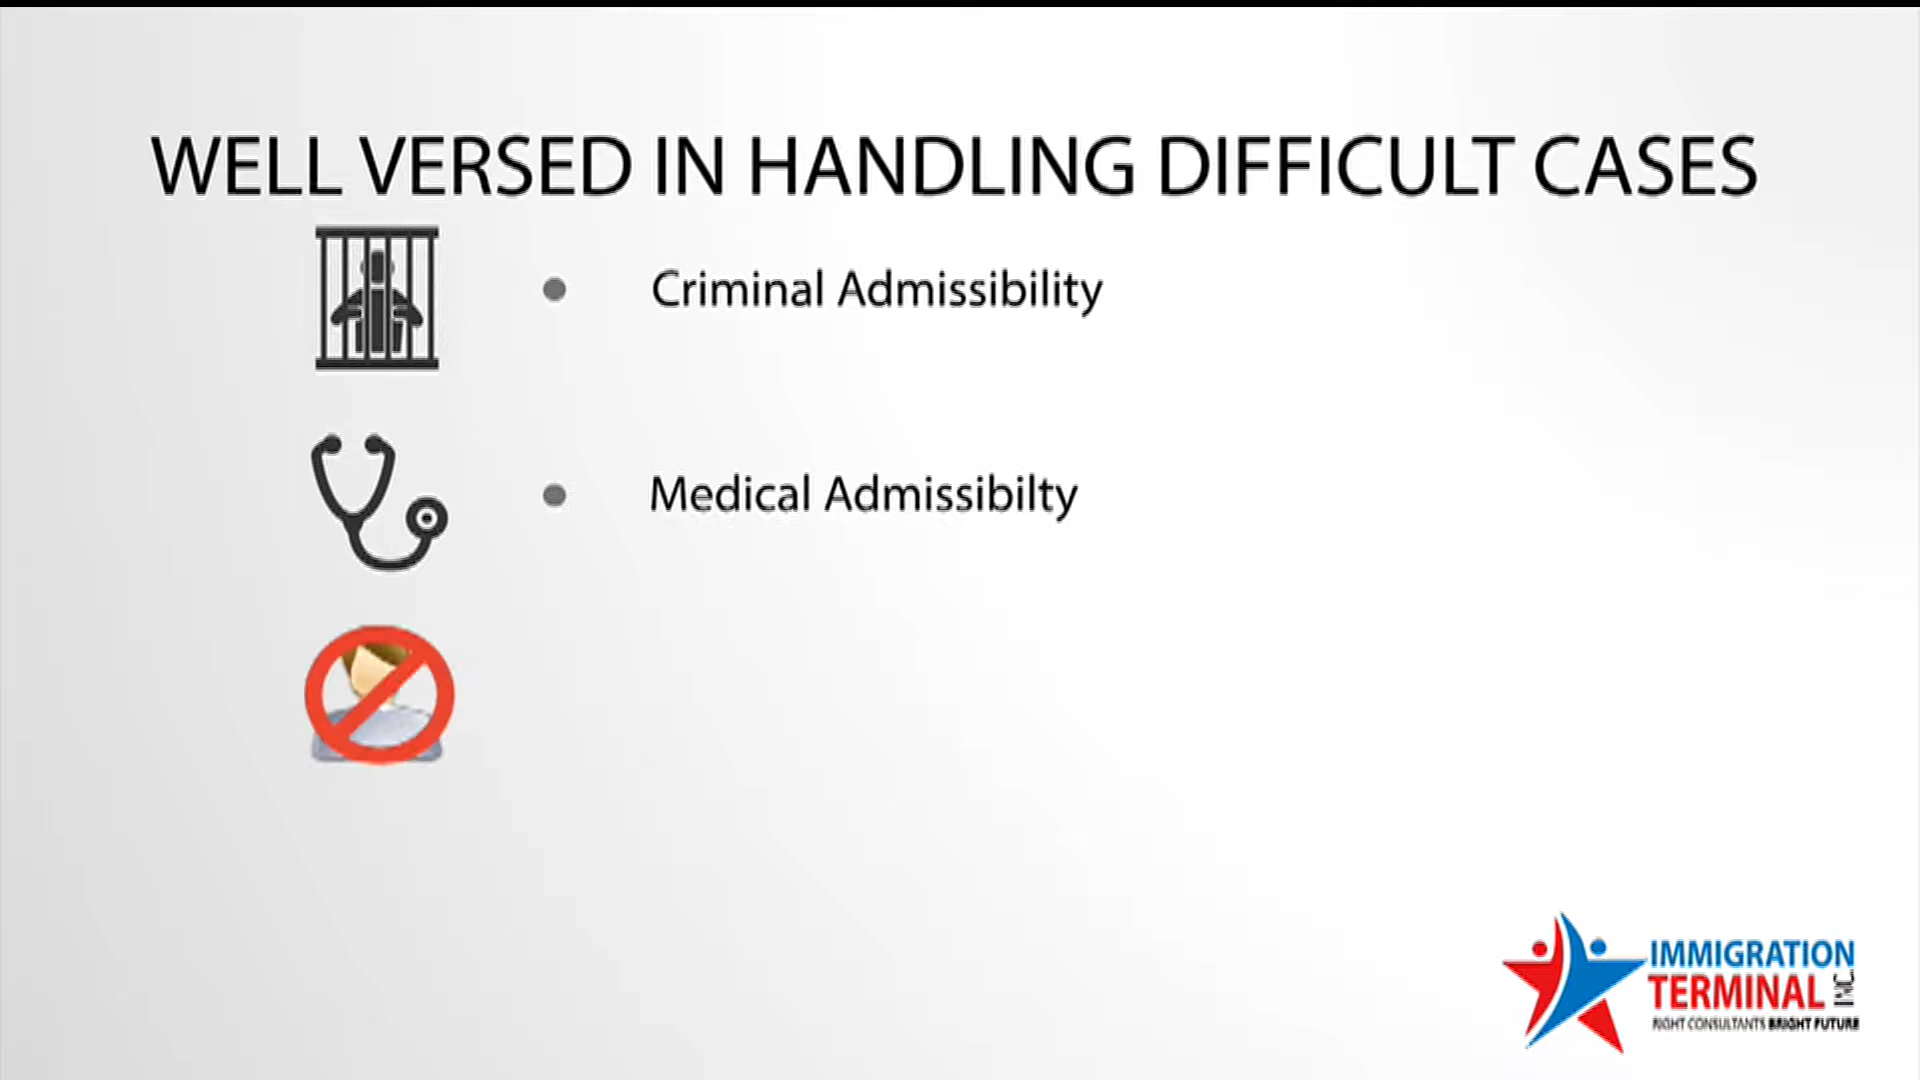 WELL VERSED IN HANDLING DIFFICULT CASES
Criminal Admissibility
Medical Admissibilty
IMMIGRATION
TERMINAL INC.
RIGHT CONSULTANTS BRIGHT FUTURE